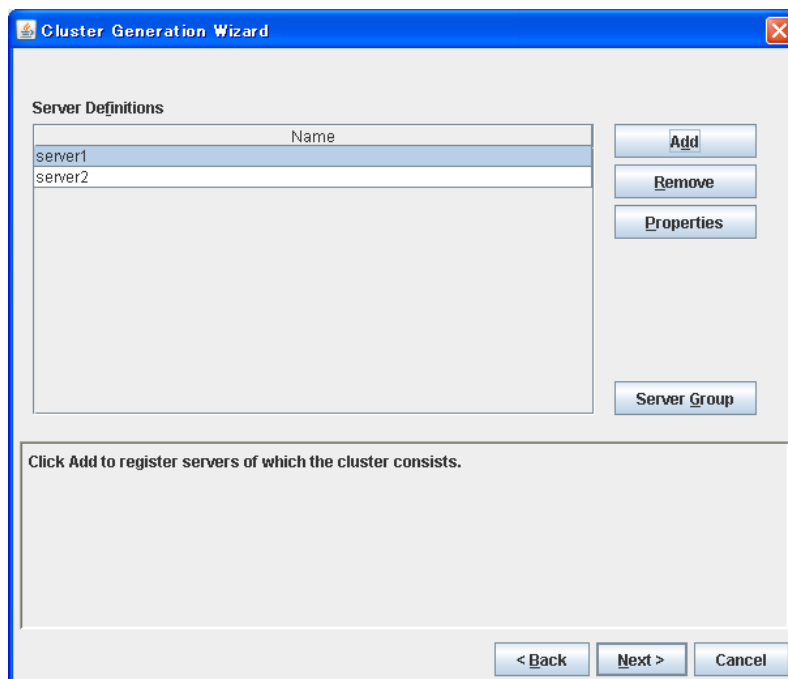 Cluster Generation Wizard
Server Definitions
Name
server1
server2
Add
Remove
Properties
Server Group
Click Add to register servers of which the cluster consists.
< Back
Next >
Cancel